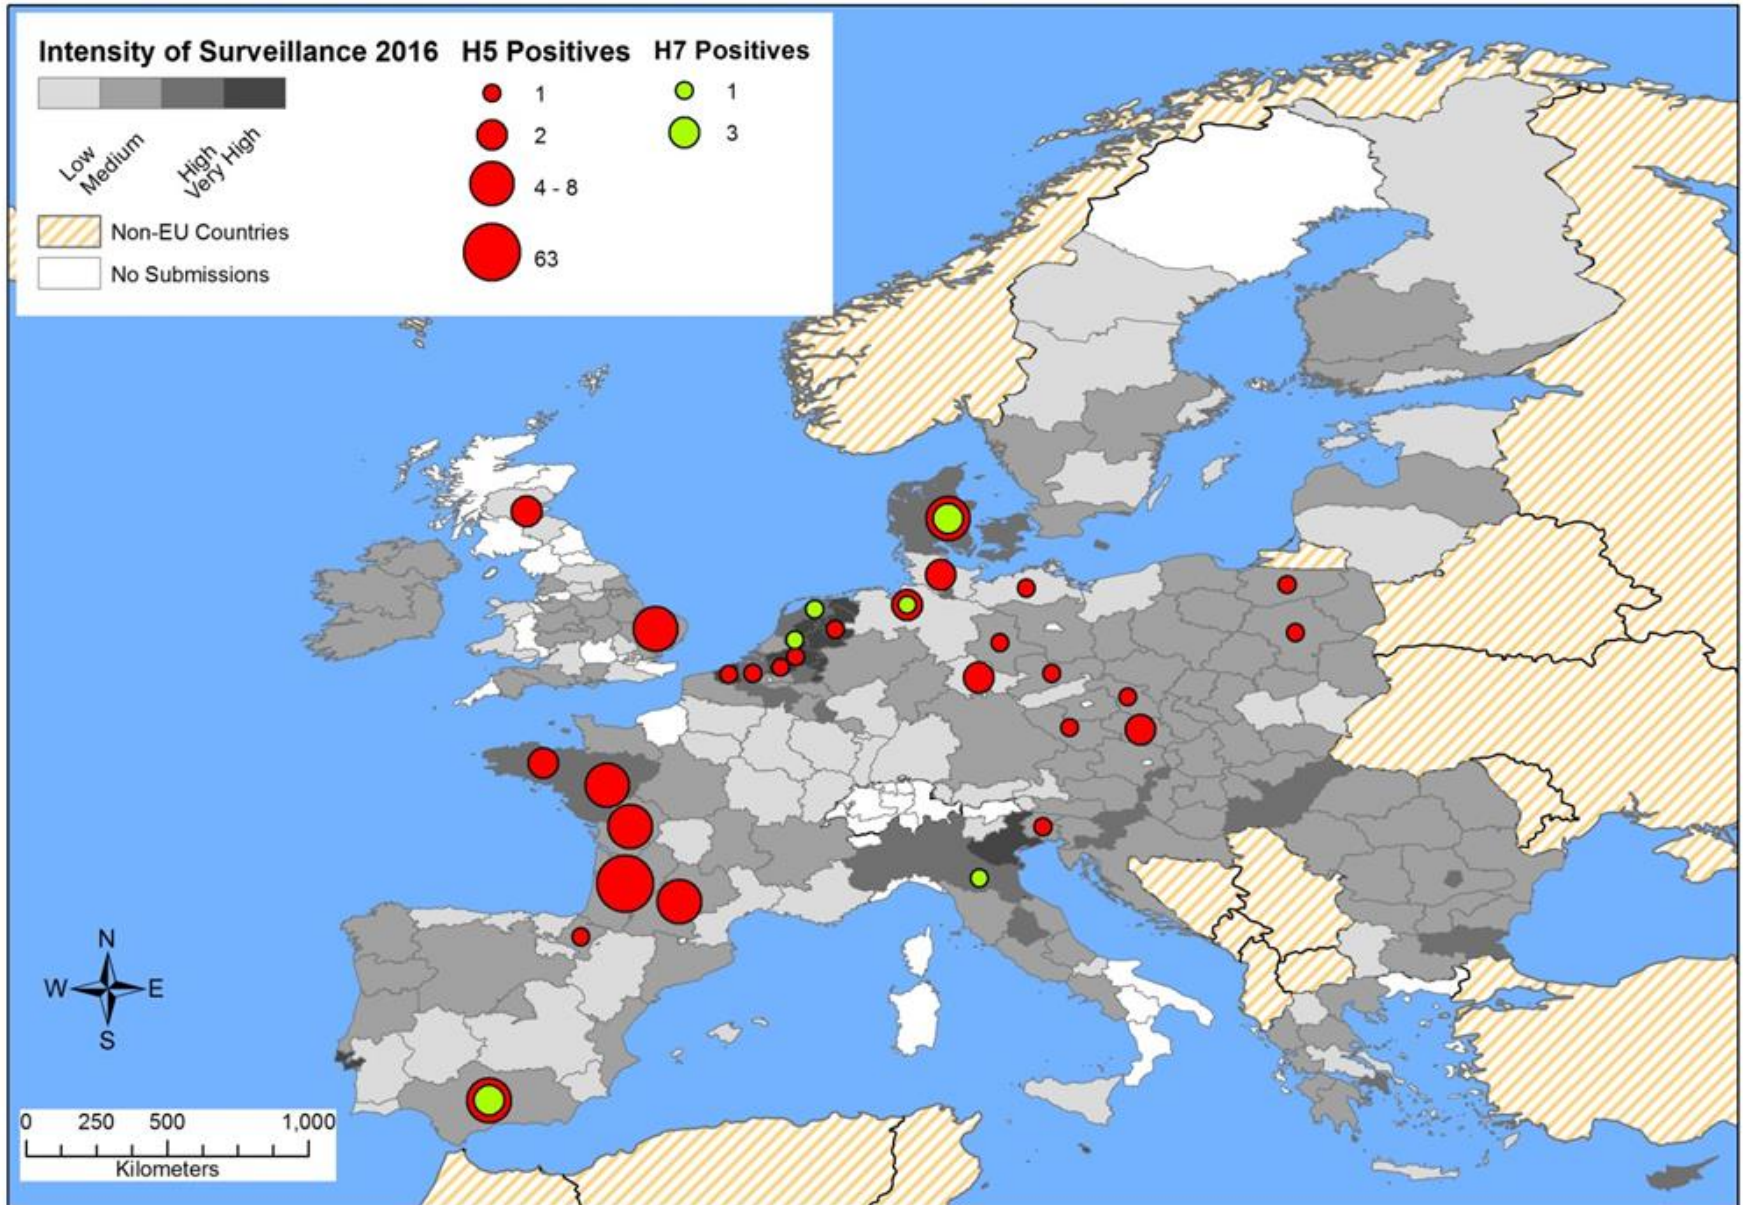 Intensity of Surveillance 2016
Low
Medium
High
Very High
Non-EU Countries
No Submissions
H5 Positives
1
2
4 - 8
63
H7 Positives
1
3
N
W E
S
0 250 500 1,000
Kilometers